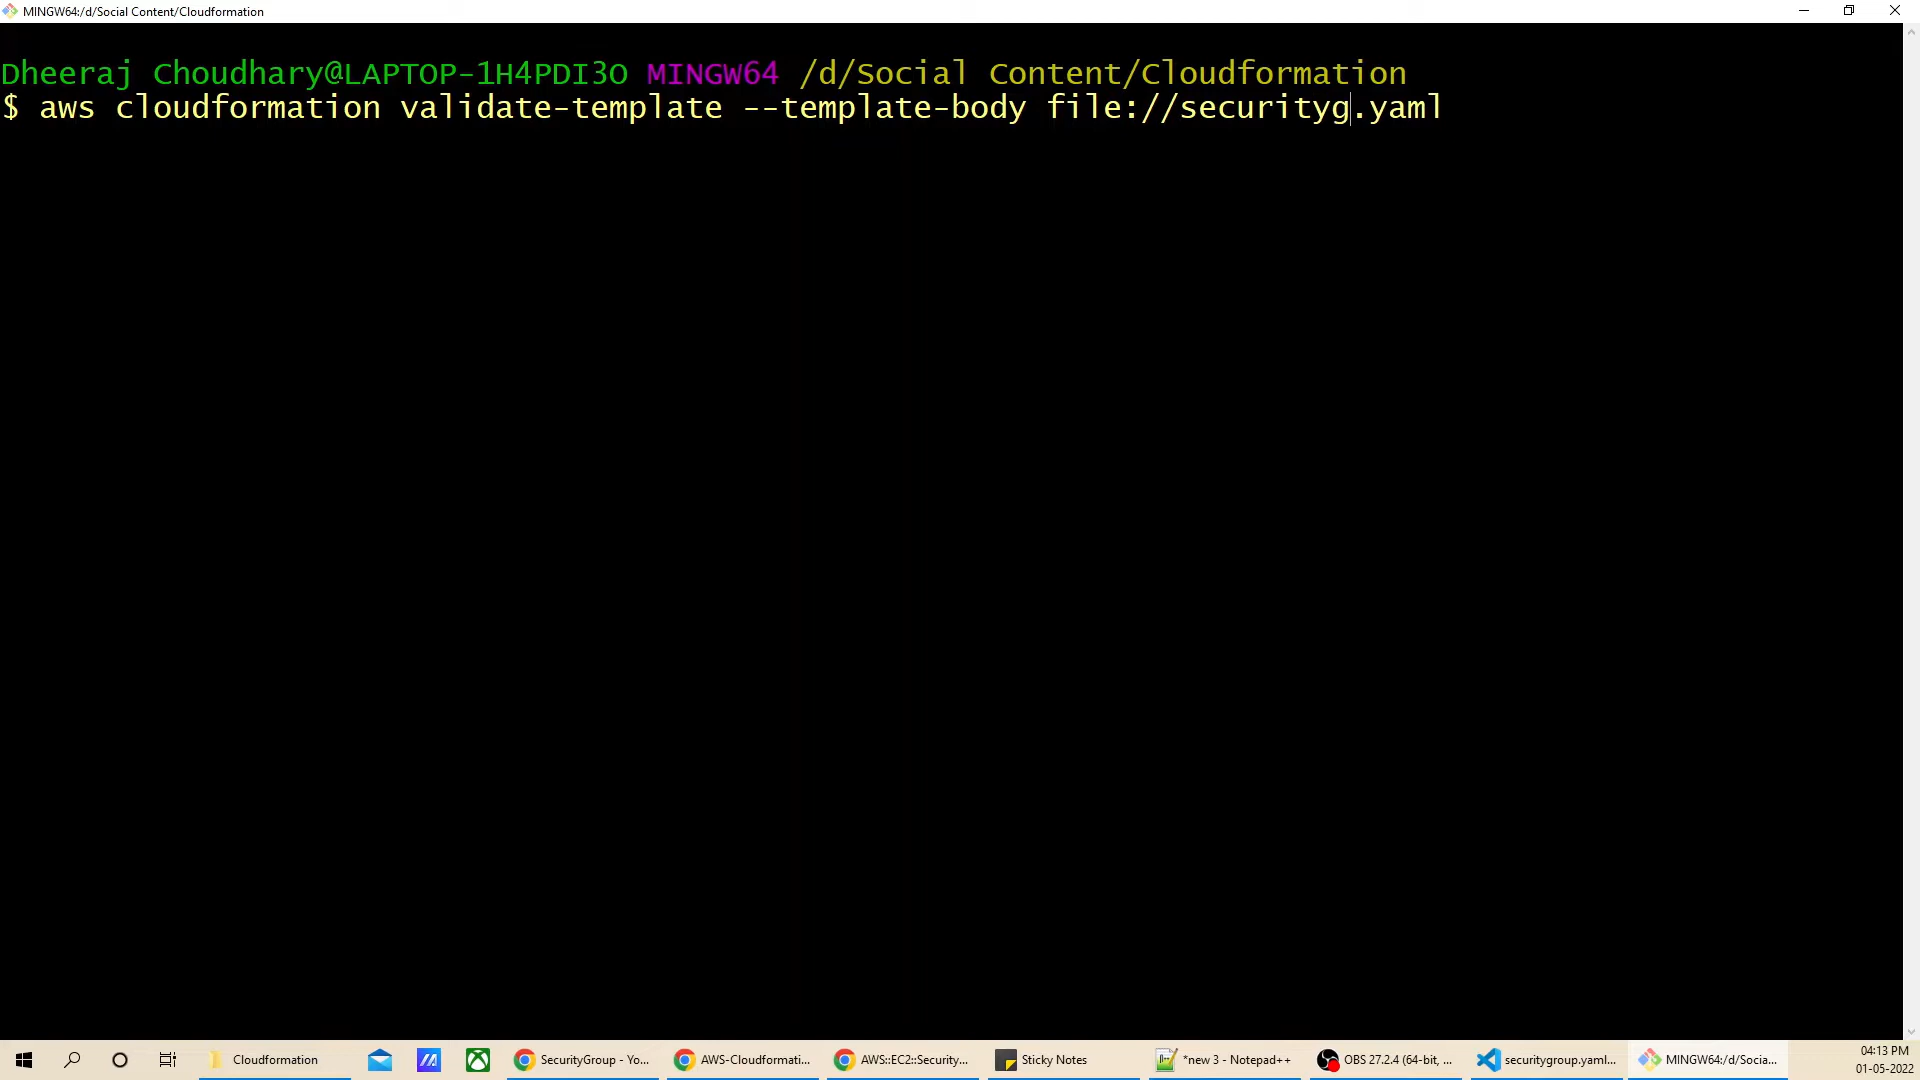 MINGW64:/d/Social Content/Cloudformation
Dheeraj Choudhary@LAPTOP-1H4PDI3O MINGW64 /d/Social Content/Cloudformation
$ aws cloudformation validate-template --template-body file://securityg.yaml
Cloudformation
SecurityGroup - Yo...
AWS-Cloudformati...
AWS::EC2::Security...
Sticky Notes
*new 3 - Notepad++
OBS 27.2.4 (64-bit, ...
securitygroup.yaml...
MINGW64:/d/Socia...
04:13 PM
01-05-2022